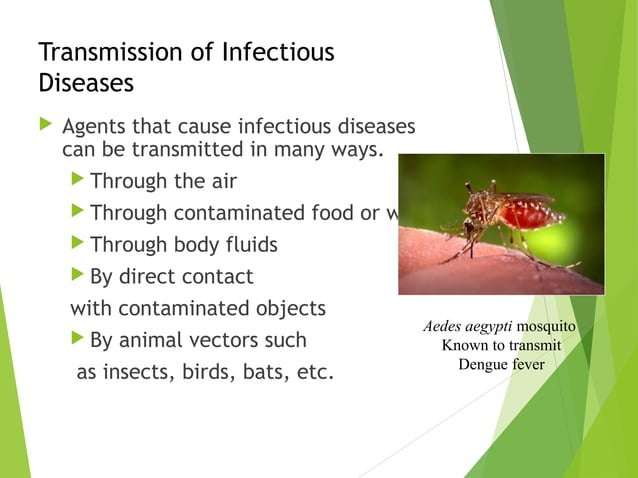 Transmission of Infectious
Diseases
Agents that cause infectious diseases
can be transmitted in many ways.
Through the air
Through contaminated food or
Through body fluids
By direct contact
with contaminated objects
By animal vectors such
as insects, birds, bats, etc.
Aedes aegypti mosquito
Known to transmit
Dengue fever